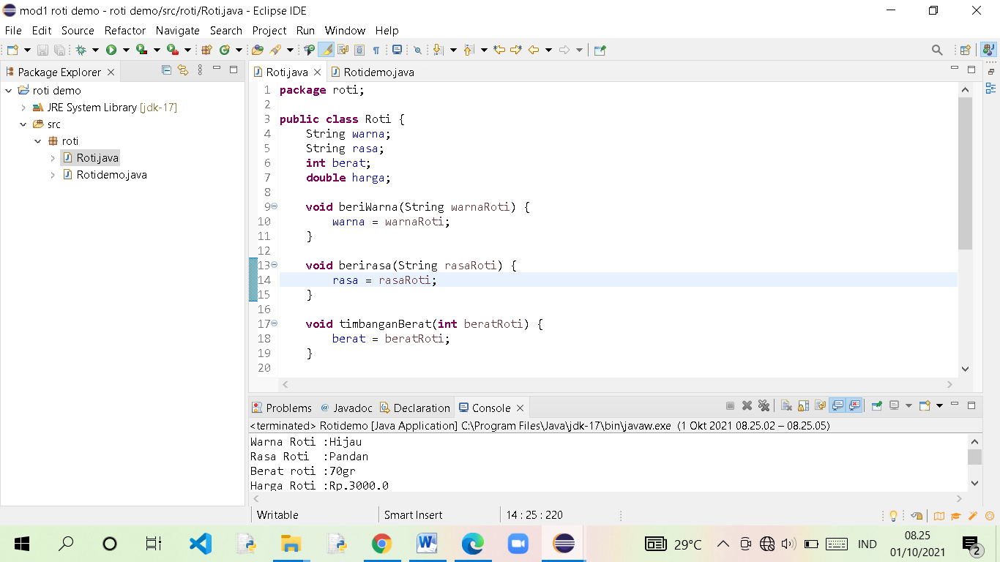 mod1 roti demo - roti demo/src/roti/Roti.java - Eclipse IDE
File Edit Source Refactor Navigate Search Project Run Window Help
Package Explorer
roti demo
JRE System Library [jdk-17]
src
roti
Roti.java
Rotidemo.java
Roti.java Rotidemo.java
1 package roti;
2
3 public class Roti {
4 String warna;
5 String rasa;
6 int berat;
7 double harga;
8
9 void beriWarna(String warnaRoti) {
10 warna = warnaRoti;
11 }
12
13 void berirasa(String rasaRoti) {
14 rasa = rasaRoti;
15 }
16
17 void timbanganBerat(int beratRoti) {
18 berat = beratRoti;
19 }
20
Problems Javadoc Declaration Console
<terminated> Rotidemo [Java Application] C:\Program Files\Java\jdk-17\bin\javaw.exe (1 Okt 2021 08.25.02 – 08.25.05)
Warna Roti :Hijau
Rasa Roti :Pandan
Berat roti :70gr
Harga Roti :Rp.3000.0
Writable Smart Insert 14 : 25 : 220
29°C IND 08.25
01/10/2021 2